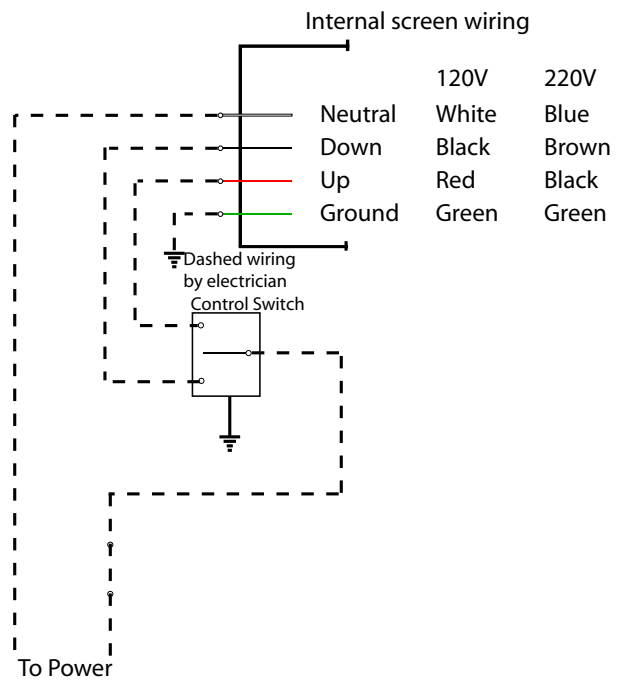 Internal screen wiring
120V 220V
Neutral White Blue
Down Black Brown
Up Red Black
Ground Green Green
Dashed wiring
by electrician
Control Switch
To Power